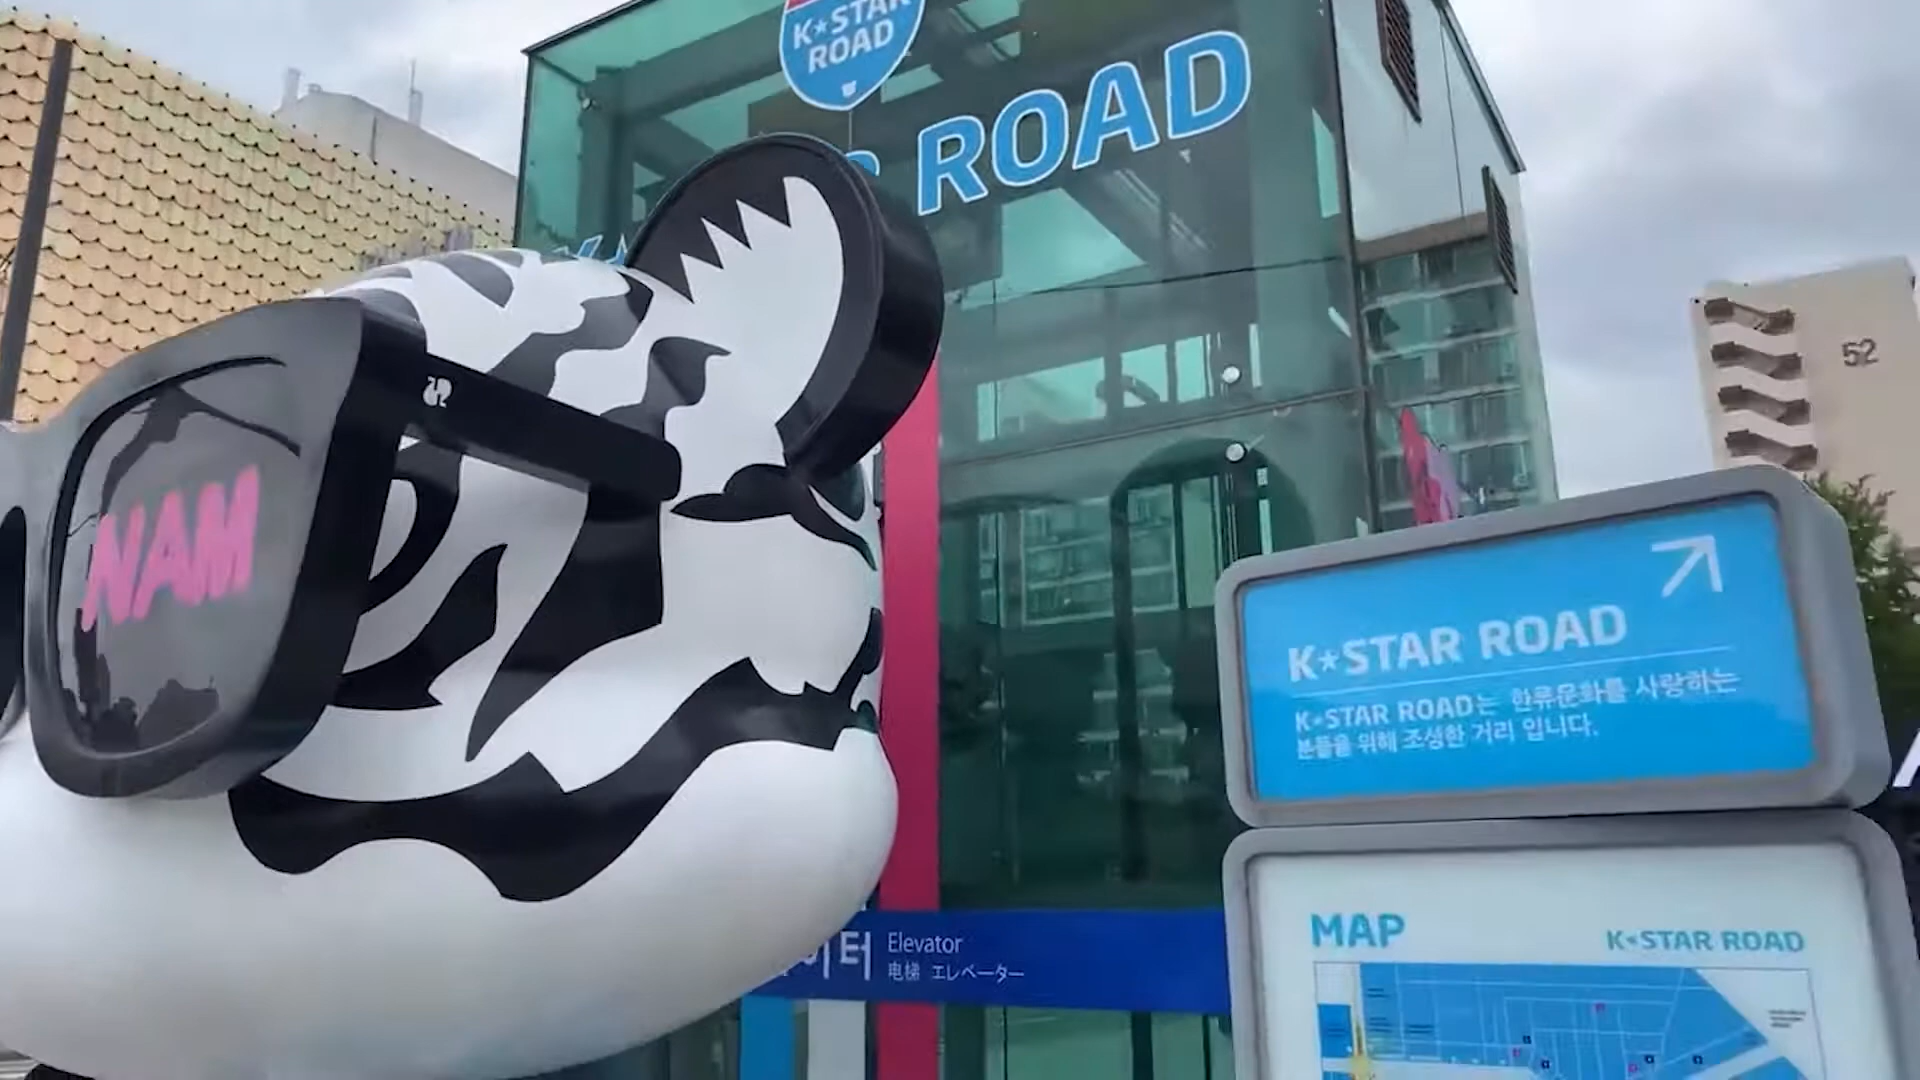 K★STAR
ROAD
ROAD
NAM
52
K★STAR ROAD
K★STAR ROAD는 한류문화를 사랑하는
분들을 위해 조성한 거리 입니다.
터 Elevator
电梯 エレベーター
MAP
K★STAR ROAD